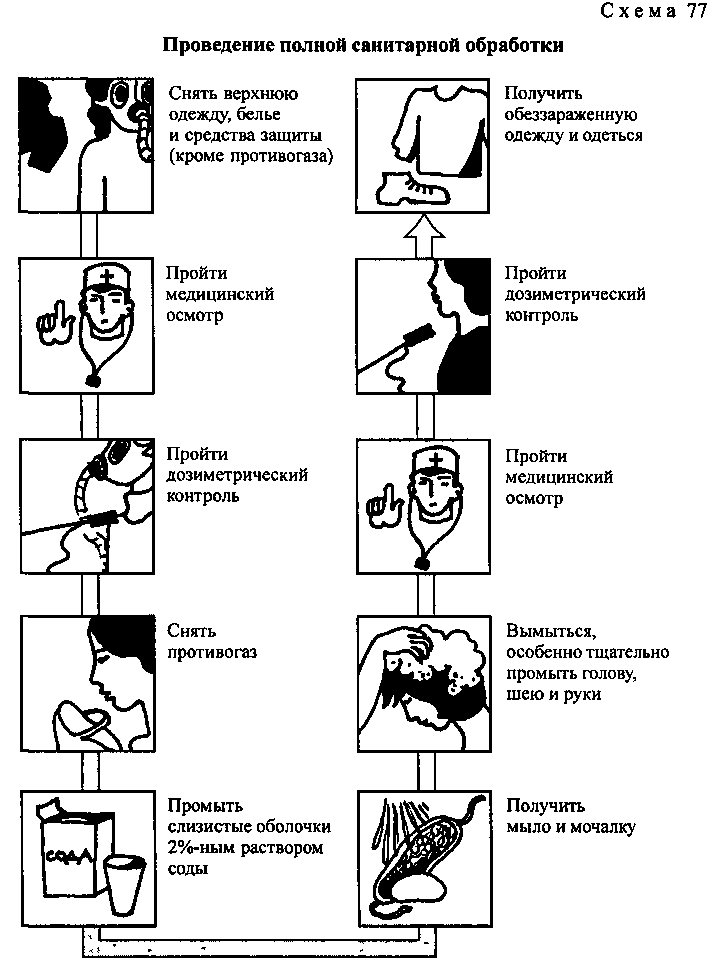 Схема 77
Проведение полной санитарной обработки
Снять верхнюю
одежду, белье
и средства защиты
(кроме противогаза)
Пройти
медицинский
осмотр
Пройти
дозиметрический
контроль
Снять
противогаз
Промыть
слизистые оболочки
2%-ным раствором
соды
СОДА
Получить
мыло и мочалку
Вымыться,
особенно тщательно
промыть голову,
шею и руки
Пройти
медицинский
осмотр
Пройти
дозиметрический
контроль
Получить
обеззараженную
одежду и одеться